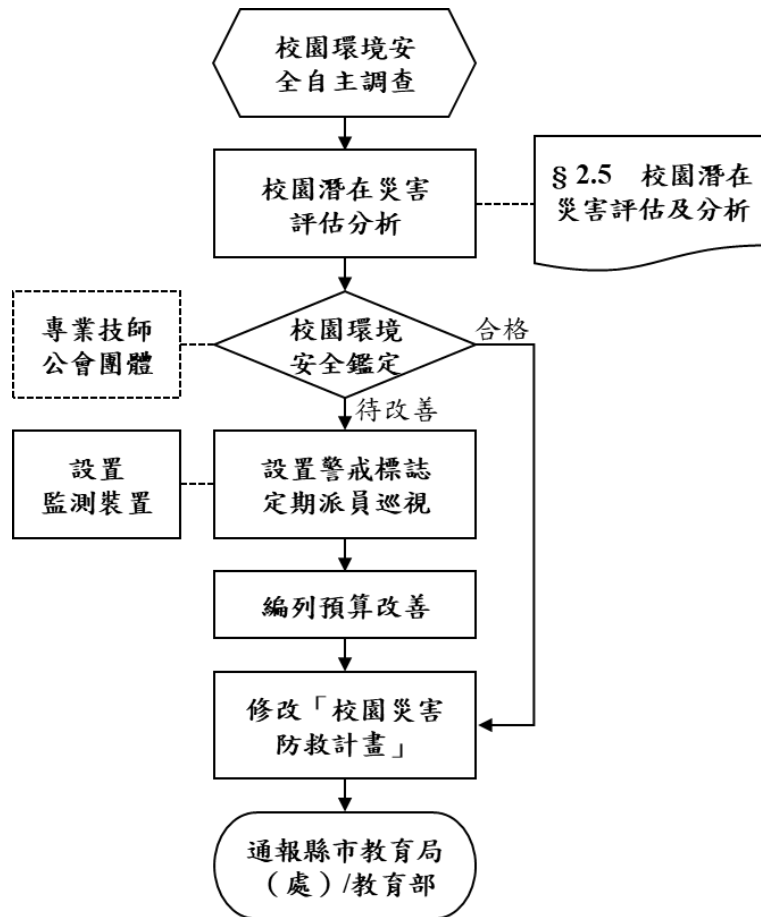 校園環境安
全自主調查
校園潛在災害
評估分析
§ 2.5 校園潛在
災害評估及分析
專業技師
公會團體
校園環境
安全鑑定
合格
待改善
設置
監測裝置
設置警戒標誌
定期派員巡視
編列預算改善
修改「校園災害
防救計畫」
通報縣市教育局
（處）/教育部